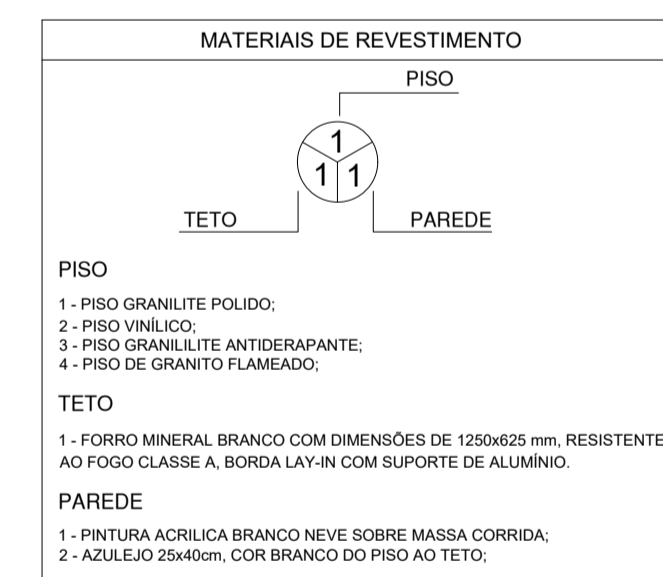 MATERIAIS DE REVESTIMENTO
PISO
1
1 1
TETO
PAREDE
PISO
1 - PISO GRANILITE POLIDO;
2 - PISO VINÍLICO;
3 - PISO GRANILILITE ANTIDERAPANTE;
4 - PISO DE GRANITO FLAMEADO;
TETO
1 - FORRO MINERAL BRANCO COM DIMENSÕES DE 1250x625 mm, RESISTENTE
AO FOGO CLASSE A, BORDA LAY-IN COM SUPORTE DE ALUMÍNIO.
PAREDE
1 - PINTURA ACRILICA BRANCO NEVE SOBRE MASSA CORRIDA;
2 - AZULEJO 25x40cm, COR BRANCO DO PISO AO TETO;